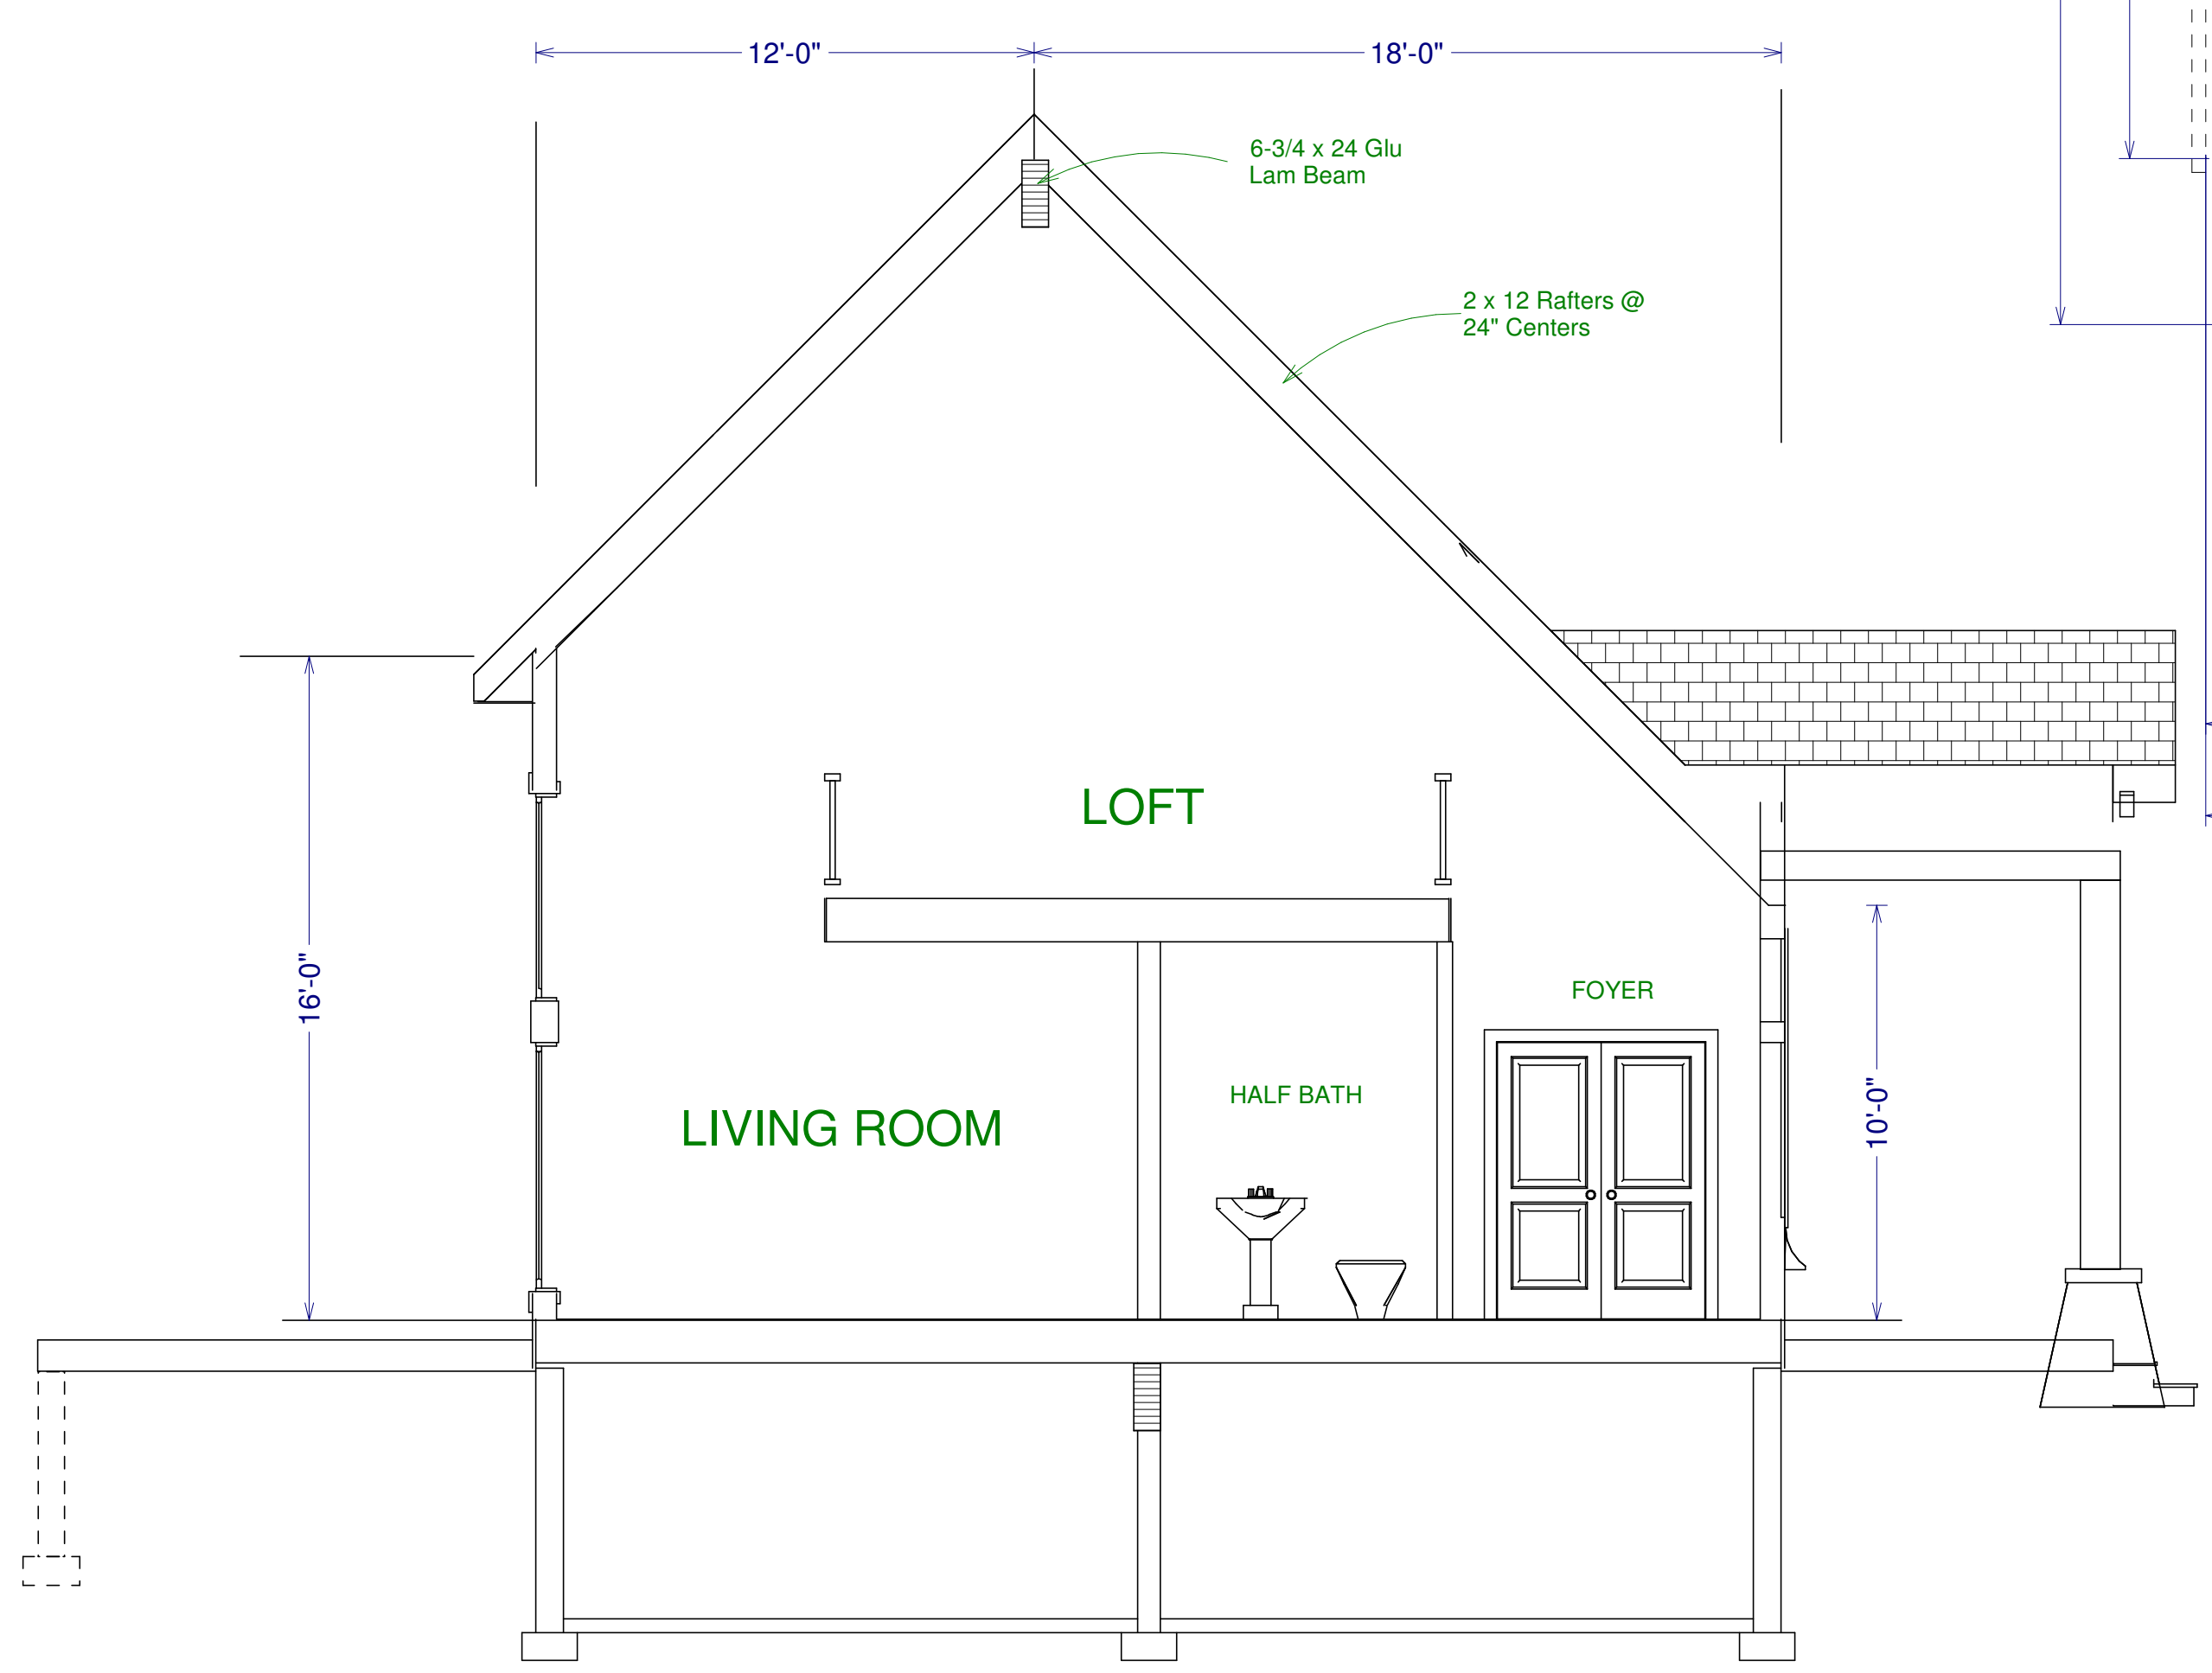 12'-0"
18'-0"
6-3/4 x 24 Glu
Lam Beam
2 x 12 Rafters @
24" Centers
LOFT
16'-0"
FOYER
10'-0"
HALF BATH
LIVING ROOM